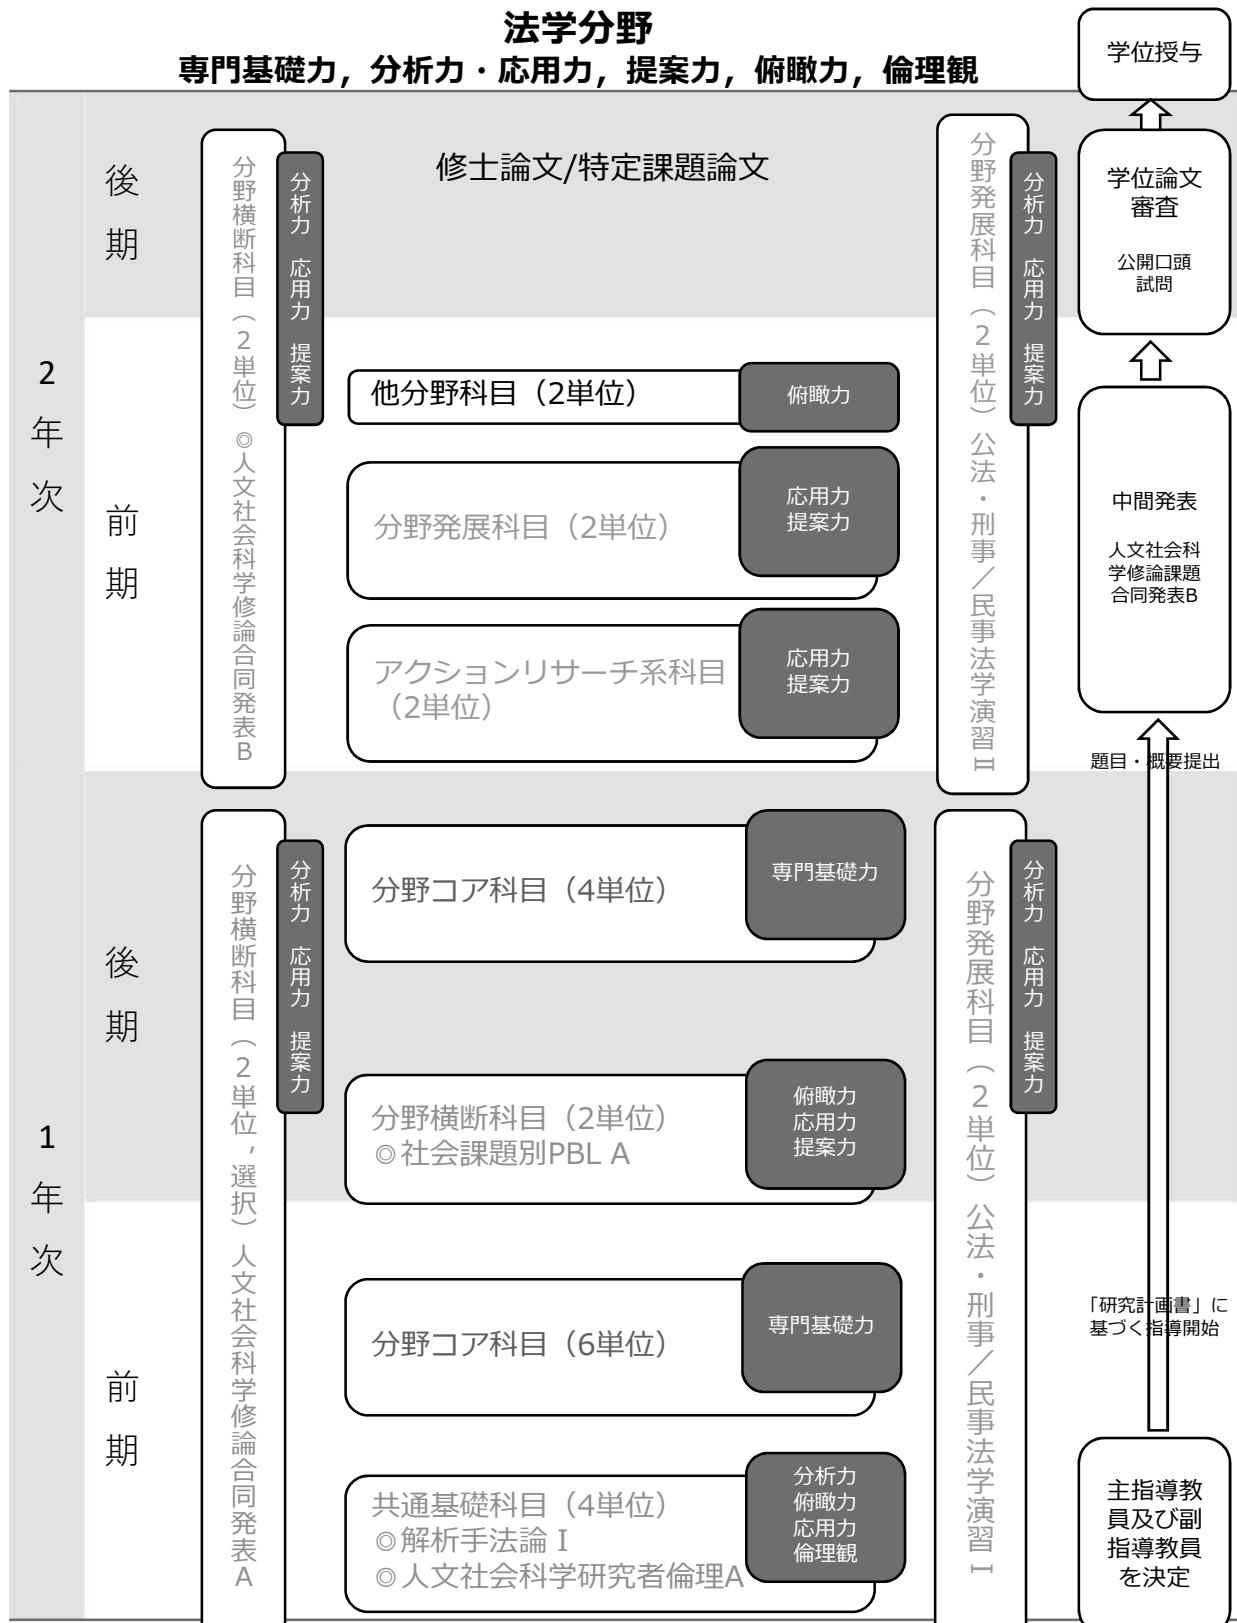 法学分野
専門基礎力，分析力・応用力，提案力，俯瞰力，倫理観
学位授与
2年次
後期
分野横断科目（2単位）◎人文社会科学修論合同発表B
分析力 応用力 提案力
修士論文/特定課題論文
分野発展科目（2単位）公法・刑事／民事法学演習Ⅱ
分析力 応用力 提案力
学位論文
審査
公開口頭
試問
前期
他分野科目（2単位）
俯瞰力
分野発展科目（2単位）
応用力
提案力
アクションリサーチ系科目
（2単位）
応用力
提案力
中間発表
人文社会科
学修論課題
合同発表B
題目・概要提出
1年次
後期
分野横断科目（2単位，選択）人文社会科学修論合同発表A
分析力 応用力 提案力
分野コア科目（4単位）
専門基礎力
分野横断科目（2単位）
◎社会課題別PBL A
俯瞰力
応用力
提案力
分野発展科目（2単位）公法・刑事／民事法学演習Ⅰ
分析力 応用力 提案力
前期
分野コア科目（6単位）
専門基礎力
共通基礎科目（4単位）
◎解析手法論Ⅰ
◎人文社会科学研究者倫理A
分析力
俯瞰力
応用力
倫理観
「研究計画書」に
基づく指導開始
主指導教
員及び副
指導教員
を決定